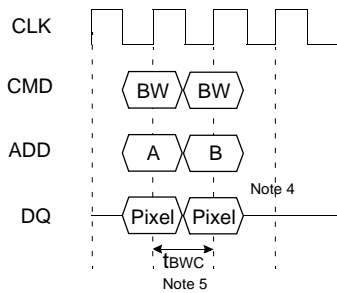 CLK
CMD BW BW
ADD A B
Note 4
DQ Pixel Pixel
tBWC
Note 5